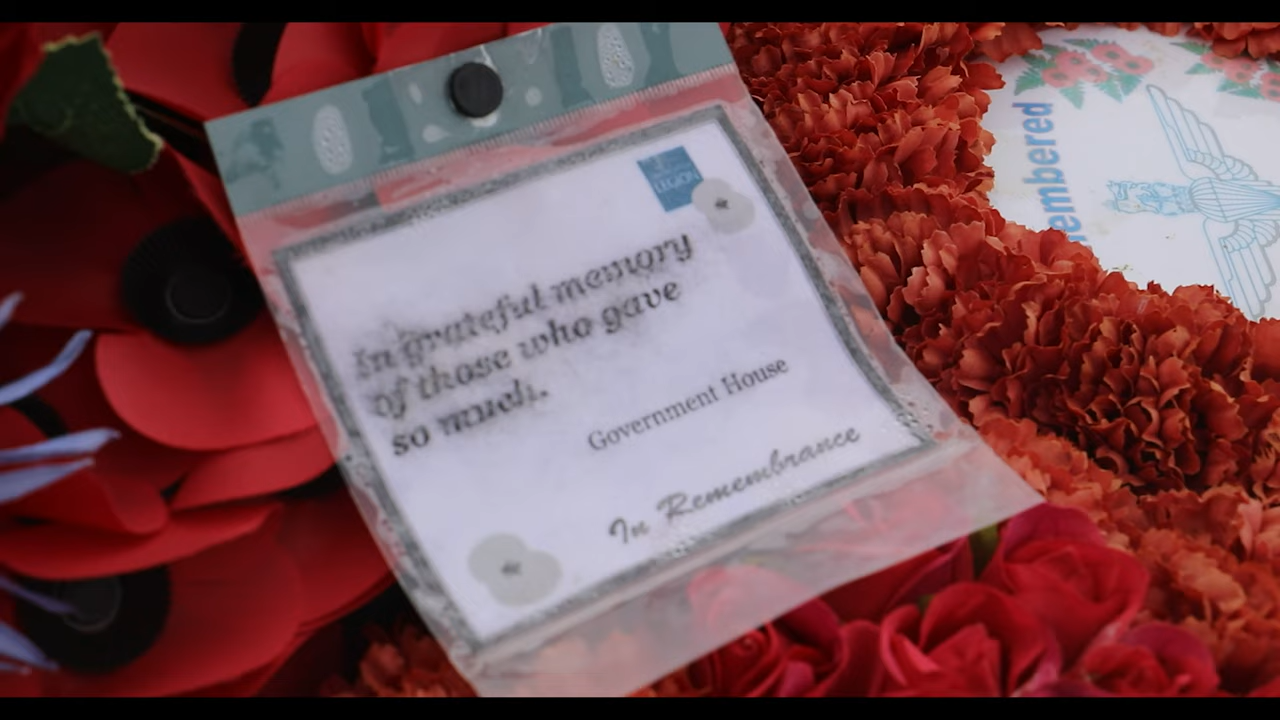 LEGION
In grateful memory
of those who gave
so much.
Government House
In Remembrance
embered